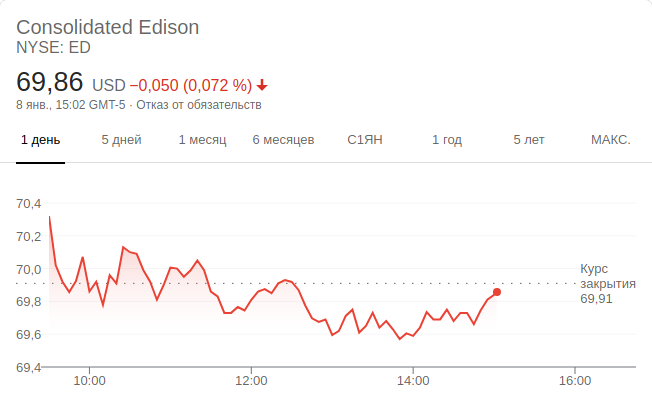 Consolidated Edison
NYSE: ED
69,86 USD −0,050 (0,072 %)
8 янв., 15:02 GMT-5 · Отказ от обязательств
1 день 5 дней 1 месяц 6 месяцев С1ЯН 1 год 5 лет МАКС.
70,4
70,2
70,0
69,8
69,6
69,4
Курс
закрытия
69,91
10:00 12:00 14:00 16:00